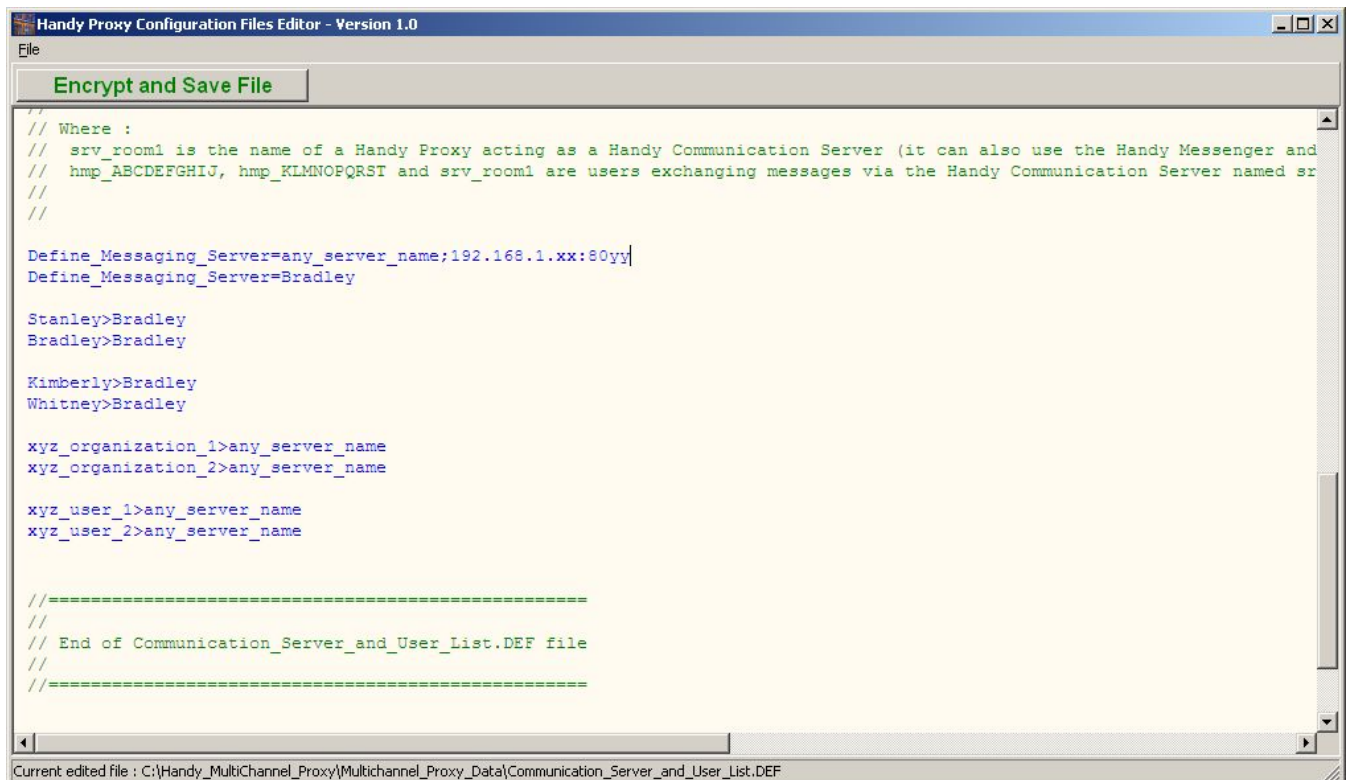 Handy Proxy Configuration Files Editor - Version 1.0
File
Encrypt and Save File
//
// Where :
//  srv_room1 is the name of a Handy Proxy acting as a Handy Communication Server (it can also use the Handy Messenger and
//  hmp_ABCDEFGHIJ, hmp_KLMNOPQRST and srv_room1 are users exchanging messages via the Handy Communication Server named sr
//
//
Define_Messaging_Server=any_server_name;192.168.1.xx:80yy
Define_Messaging_Server=Bradley
Stanley>Bradley
Bradley>Bradley
Kimberly>Bradley
Whitney>Bradley
xyz_organization_1>any_server_name
xyz_organization_2>any_server_name
xyz_user_1>any_server_name
xyz_user_2>any_server_name
//===================================================
//
// End of Communication_Server_and_User_List.DEF file
//
//===================================================
Current edited file : C:\Handy_MultiChannel_Proxy\Multichannel_Proxy_Data\Communication_Server_and_User_List.DEF